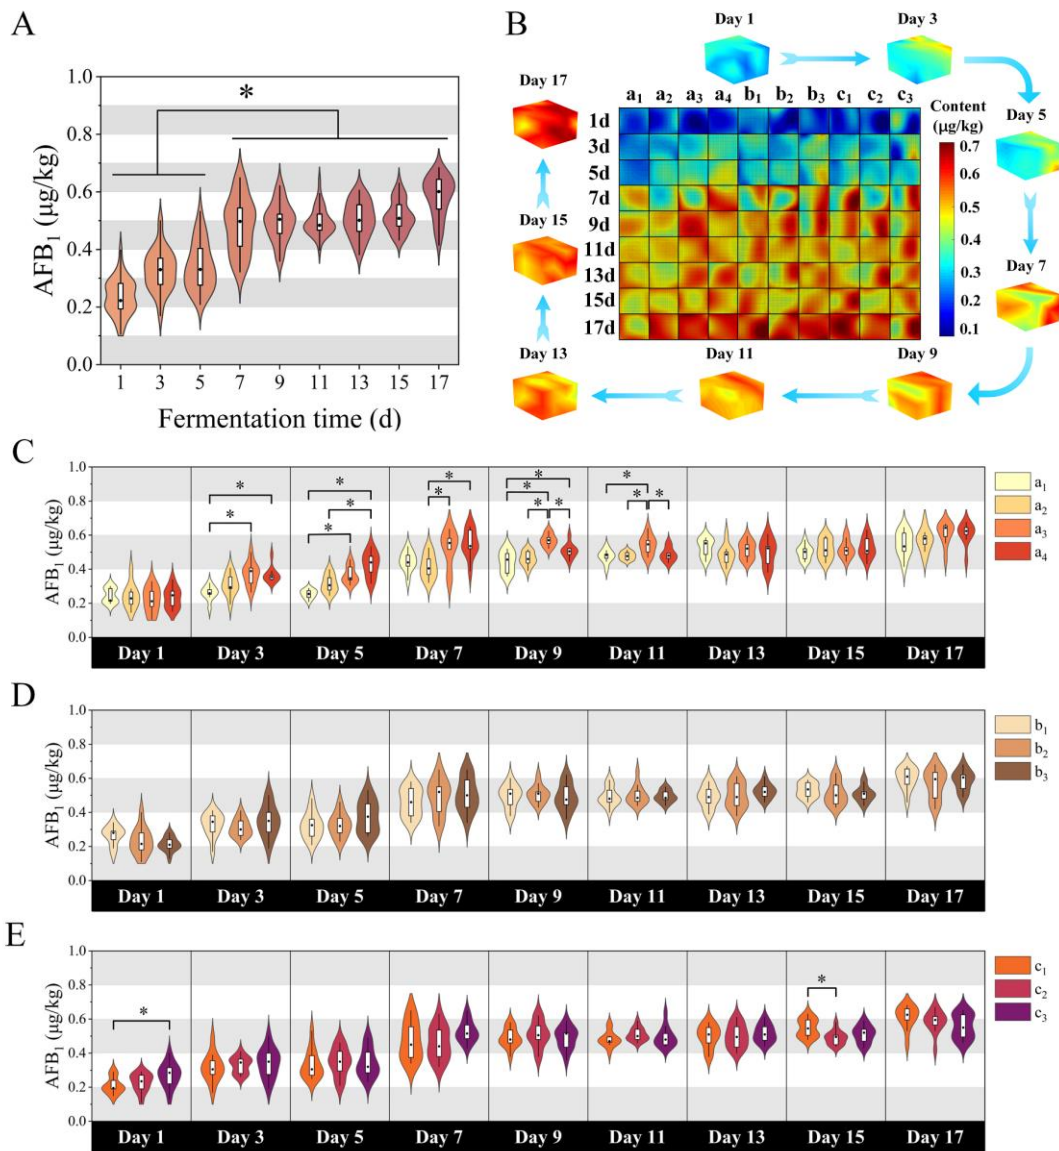 A
AFB₁ (μg/kg)
1.0
0.8
0.6
0.4
0.2
0.0
*
1 3 5 7 9 11 13 15 17
Fermentation time (d)
B
Day 1
Day 3
Day 5
Day 7
Day 9
Day 11
Day 13
Day 15
Day 17
a₁ a₂ a₃ a₄ b₁ b₂ b₃ c₁ c₂ c₃
1d
3d
5d
7d
9d
11d
13d
15d
17d
Content
(μg/kg)
0.7
0.6
0.5
0.4
0.3
0.2
0.1
C
AFB₁ (μg/kg)
1.0
0.8
0.6
0.4
0.2
0.0
* *
* * *
* *
* * * *
* * *
a₁
a₂
a₃
a₄
Day 1 Day 3 Day 5 Day 7 Day 9 Day 11 Day 13 Day 15 Day 17
D
AFB₁ (μg/kg)
1.0
0.8
0.6
0.4
0.2
0.0
b₁
b₂
b₃
Day 1 Day 3 Day 5 Day 7 Day 9 Day 11 Day 13 Day 15 Day 17
E
AFB₁ (μg/kg)
1.0
0.8
0.6
0.4
0.2
0.0
* *
c₁
c₂
c₃
Day 1 Day 3 Day 5 Day 7 Day 9 Day 11 Day 13 Day 15 Day 17